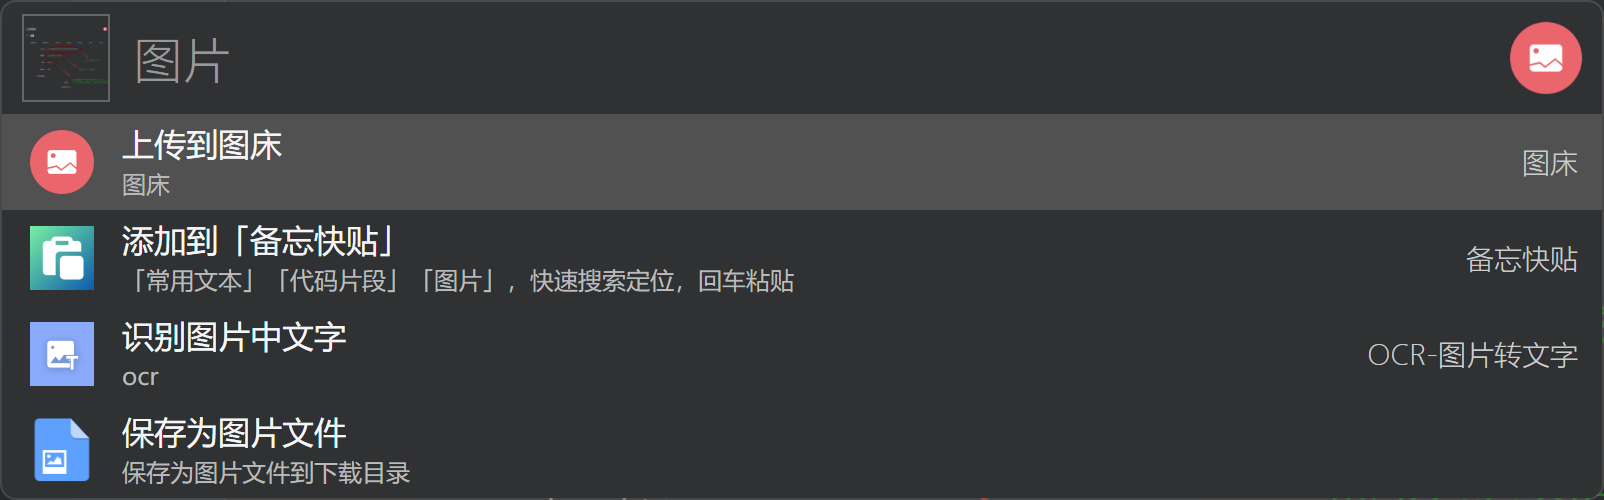 图片
上传到图床
图床
图床
添加到「备忘快贴」
「常用文本」「代码片段」「图片」，快速搜索定位，回车粘贴
备忘快贴
识别图片中文字
ocr
OCR-图片转文字
保存为图片文件
保存为图片文件到下载目录